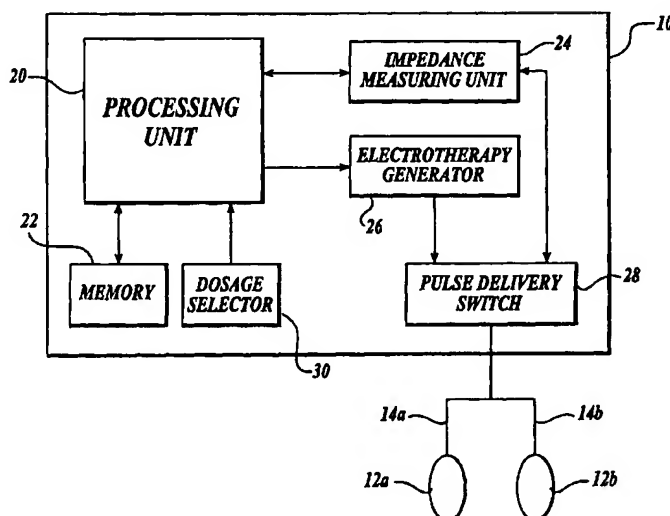 10
20
PROCESSING
UNIT
IMPEDANCE
MEASURING UNIT
24
ELECTROTHERAPY
GENERATOR
26
22
MEMORY
DOSAGE
SELECTOR
30
PULSE DELIVERY
SWITCH
28
14a
14b
12a
12b